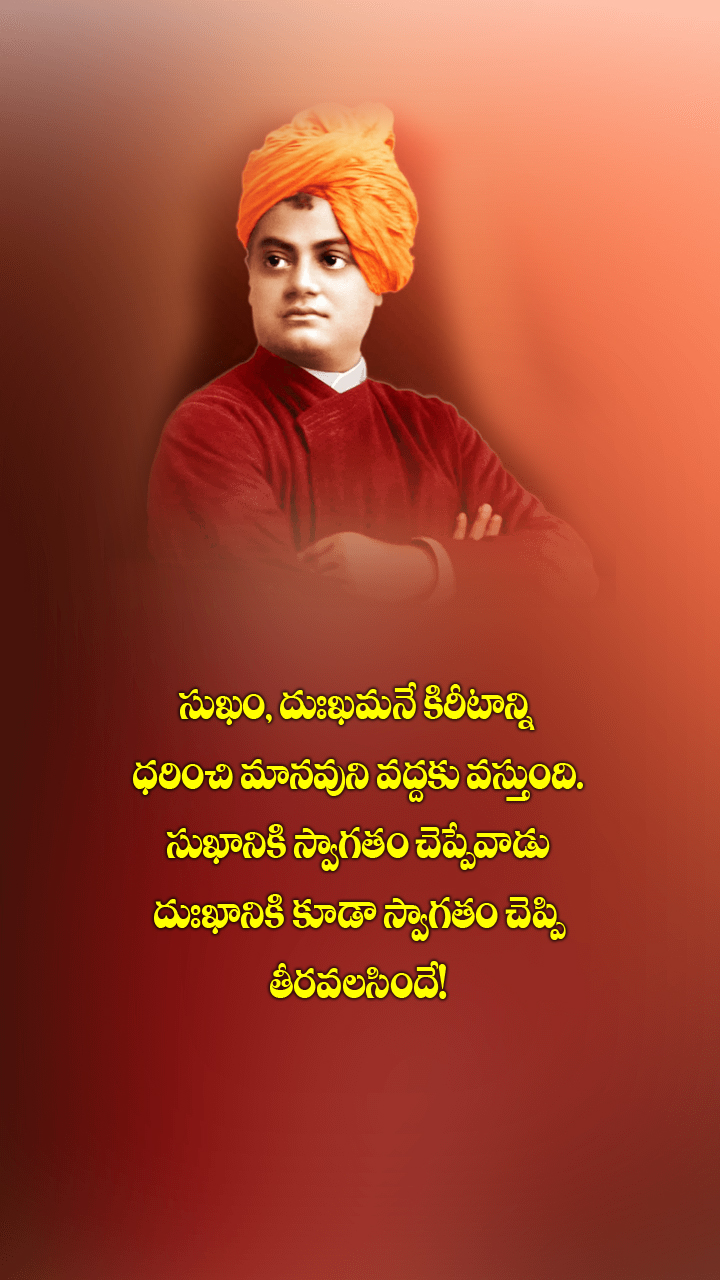 సుఖం, దుఃఖమనే కిరీటాన్ని
ధరించి మానవుని వద్దకు వస్తుంది.
సుఖానికి స్వాగతం చెప్పేవాడు
దుఃఖానికి కూడా స్వాగతం చెప్పి
తీరవలసిందే!